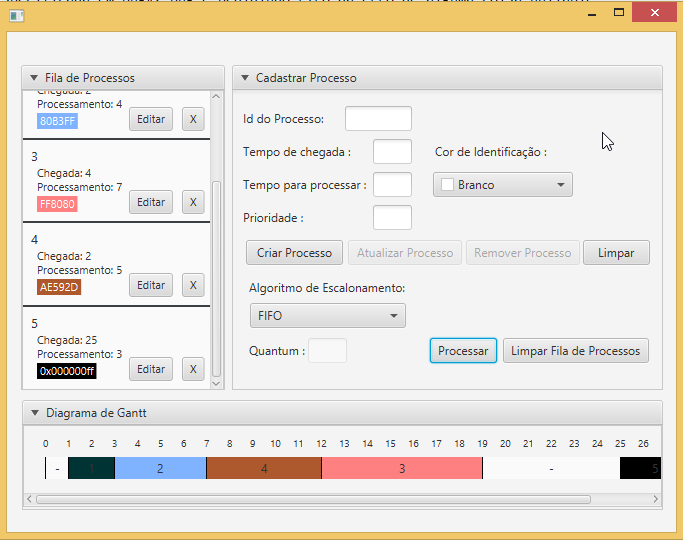 Fila de Processos
Chegada: 2
Processamento: 4
80B3FF
Editar
X
3
Chegada: 4
Processamento: 7
FF8080
Editar
X
4
Chegada: 2
Processamento: 5
AE592D
Editar
X
5
Chegada: 25
Processamento: 3
0x000000ff
Editar
X
Cadastrar Processo
Id do Processo:
Tempo de chegada :
Cor de Identificação :
Tempo para processar :
Branco
Prioridade :
Criar Processo
Atualizar Processo
Remover Processo
Limpar
Algoritmo de Escalonamento:
FIFO
Quantum :
Processar
Limpar Fila de Processos
Diagrama de Gantt
0 1 2 3 4 5 6 7 8 9 10 11 12 13 14 15 16 17 18 19 20 21 22 23 24 25 26
- 1 2 4 3 - 5